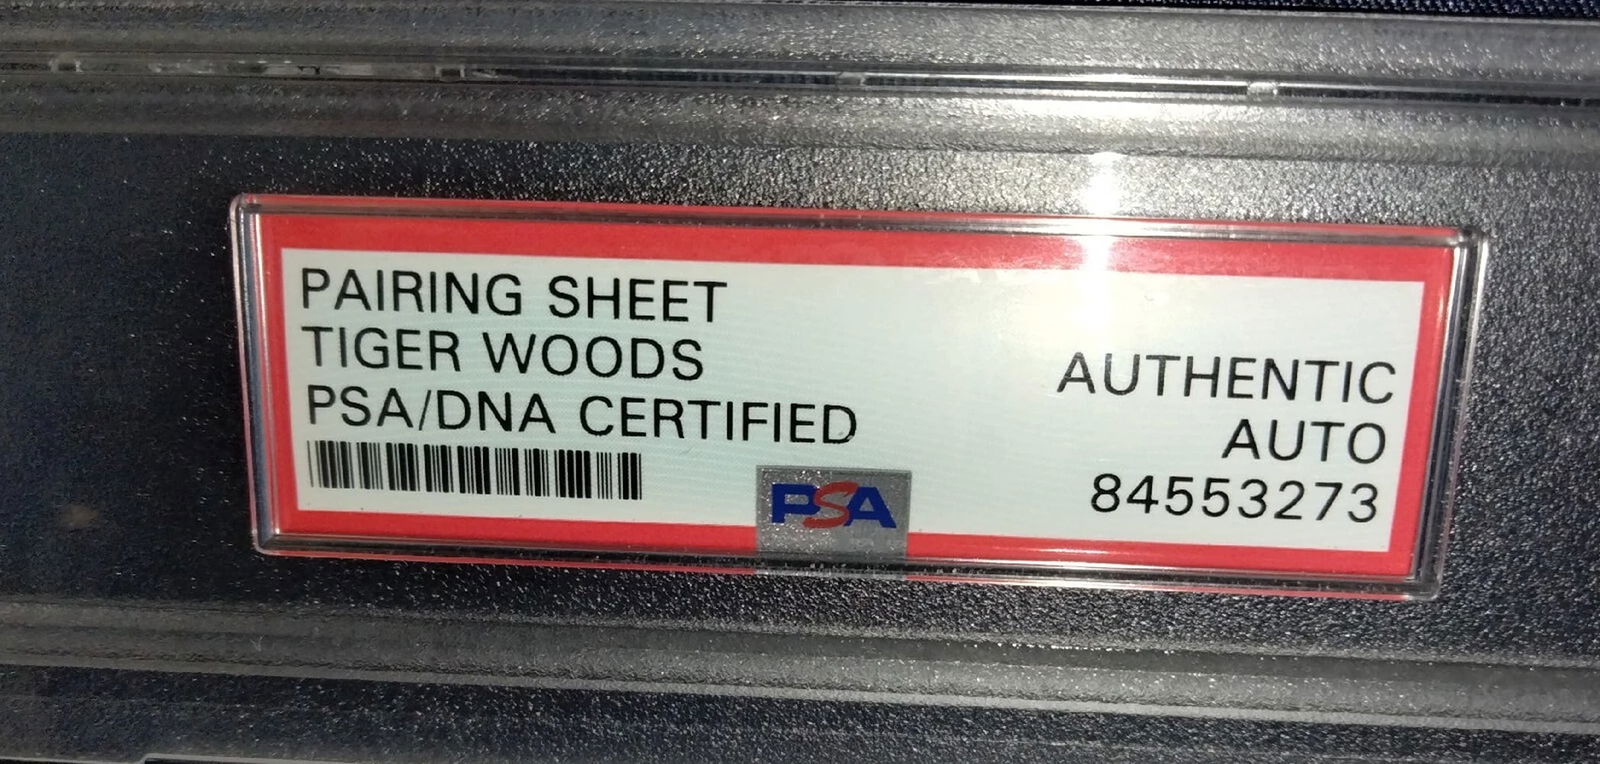 PAIRING SHEET
TIGER WOODS
PSA/DNA CERTIFIED
AUTHENTIC
AUTO
84553273
PSA